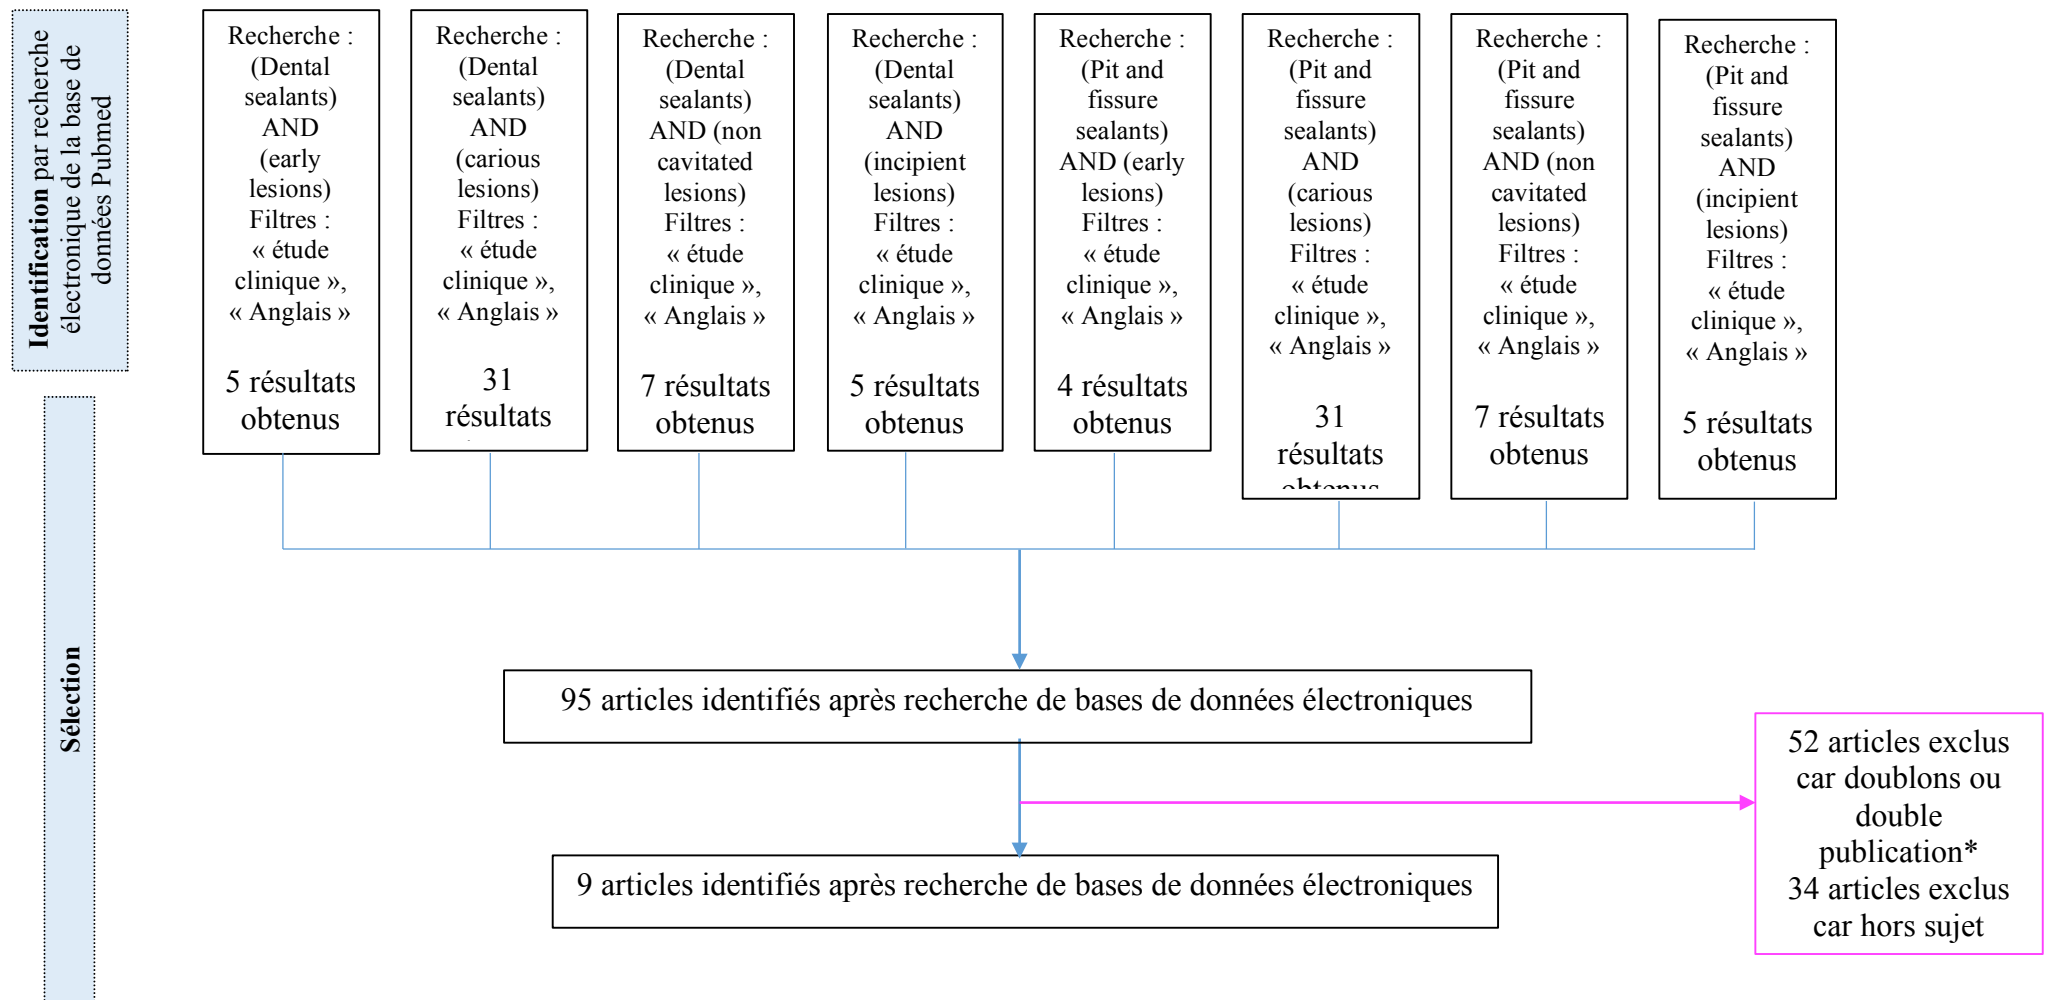 Identification par recherche
électronique de la base de
données Pubmed
Recherche :
(Dental
sealants)
AND
(early
lesions)
Filtres :
« étude
clinique »,
« Anglais »
5 résultats
obtenus
Recherche :
(Dental
sealants)
AND
(carious
lesions)
Filtres :
« étude
clinique »,
« Anglais »
31
résultats
Recherche :
(Dental
sealants)
AND (non
cavitated
lesions)
Filtres :
« étude
clinique »,
« Anglais »
7 résultats
obtenus
Recherche :
(Dental
sealants)
AND
(incipient
lesions)
Filtres :
« étude
clinique »,
« Anglais »
5 résultats
obtenus
Recherche :
(Pit and
fissure
sealants)
AND (early
lesions)
Filtres :
« étude
clinique »,
« Anglais »
4 résultats
obtenus
Recherche :
(Pit and
fissure
sealants)
AND
(carious
lesions)
Filtres :
« étude
clinique »,
« Anglais »
31
résultats
obtenus
Recherche :
(Pit and
fissure
sealants)
AND (non
cavitated
lesions)
Filtres :
« étude
clinique »,
« Anglais »
7 résultats
obtenus
Recherche :
(Pit and
fissure
sealants)
AND
(incipient
lesions)
Filtres :
« étude
clinique »,
« Anglais »
5 résultats
obtenus
Sélection
95 articles identifiés après recherche de bases de données électroniques
52 articles exclus
car doublons ou
double
publication*
34 articles exclus
car hors sujet
9 articles identifiés après recherche de bases de données électroniques